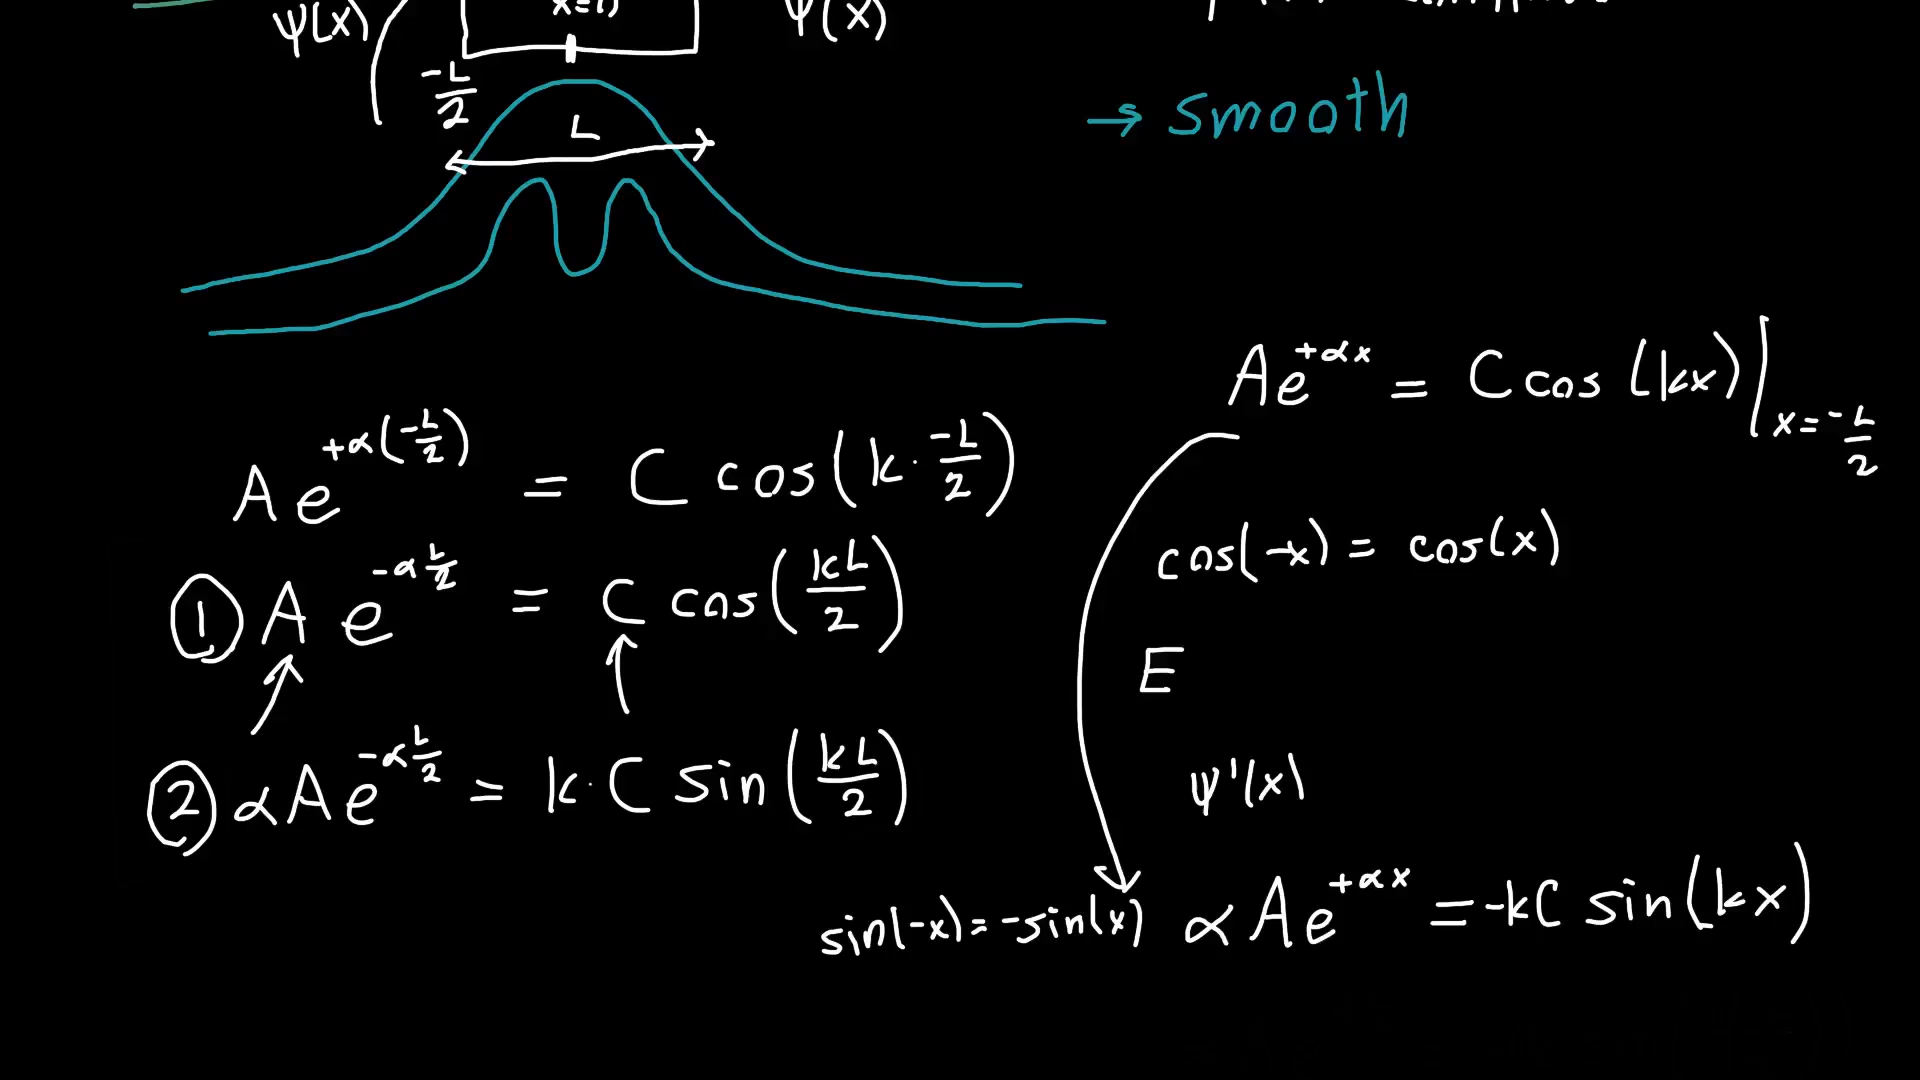 ψ(x)
x=0
ψ(x)
-L/2
L
→ smooth
Ae^{+αx} = C cos(kx)|_{x=-L/2}
Ae^{+α(-L/2)} = C cos(k·-L/2)
cos(-x) = cos(x)
① A e^{-αL/2} = C cos(kL/2)
E
② αAe^{-αL/2} = k·C sin(kL/2)
ψ'(x)
sin(-x)=-sin(x)
αAe^{+αx} =-kC sin(kx)